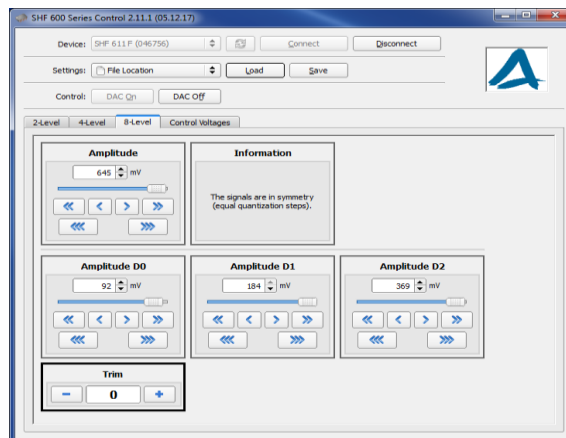 SHF 600 Series Control 2.11.1 (05.12.17)
Device: SHF 611 F (046756) Connect Disconnect
Settings: File Location Load Save
Control: DAC On DAC Off
2-Level 4-Level 8-Level Control Voltages
Amplitude Information
645 mV
The signals are in symmetry
(equal quantization steps).
Amplitude D0 Amplitude D1 Amplitude D2
92 mV 184 mV 369 mV
Trim
0